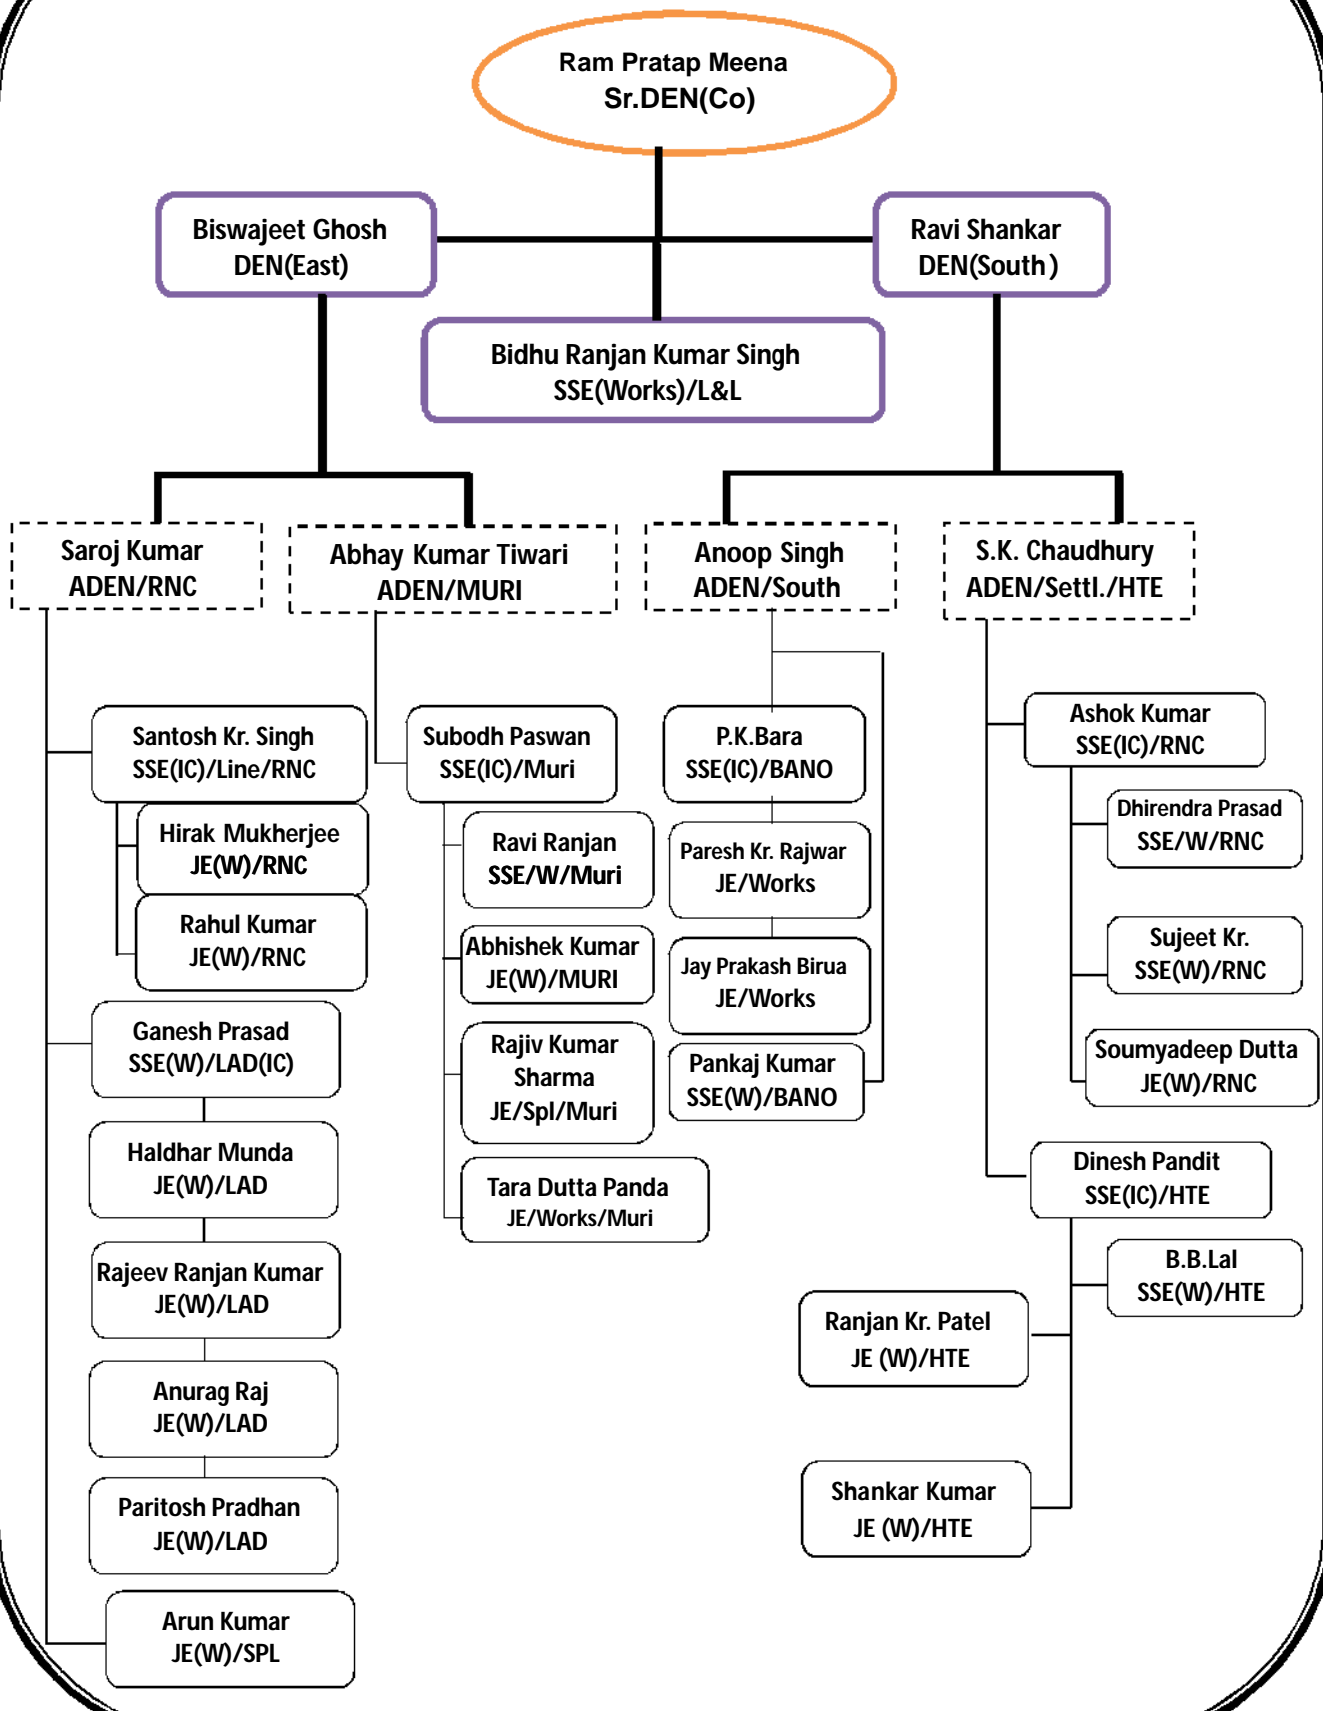 Ram Pratap Meena
Sr.DEN(Co)
Biswajeet Ghosh
DEN(East)
Ravi Shankar
DEN(South)
Bidhu Ranjan Kumar Singh
SSE(Works)/L&L
Saroj Kumar
ADEN/RNC
Abhay Kumar Tiwari
ADEN/MURI
Anoop Singh
ADEN/South
S.K. Chaudhury
ADEN/Settl./HTE
Santosh Kr. Singh
SSE(IC)/Line/RNC
Hirak Mukherjee
JE(W)/RNC
Rahul Kumar
JE(W)/RNC
Ganesh Prasad
SSE(W)/LAD(IC)
Haldhar Munda
JE(W)/LAD
Rajeev Ranjan Kumar
JE(W)/LAD
Anurag Raj
JE(W)/LAD
Paritosh Pradhan
JE(W)/LAD
Arun Kumar
JE(W)/SPL
Subodh Paswan
SSE(IC)/Muri
Ravi Ranjan
SSE/W/Muri
Abhishek Kumar
JE(W)/MURI
Rajiv Kumar
Sharma
JE/Spl/Muri
Tara Dutta Panda
JE/Works/Muri
P.K.Bara
SSE(IC)/BANO
Paresh Kr. Rajwar
JE/Works
Jay Prakash Birua
JE/Works
Pankaj Kumar
SSE(W)/BANO
Ashok Kumar
SSE(IC)/RNC
Dhirendra Prasad
SSE/W/RNC
Sujeet Kr.
SSE(W)/RNC
Soumyadeep Dutta
JE(W)/RNC
Dinesh Pandit
SSE(IC)/HTE
B.B.Lal
SSE(W)/HTE
Ranjan Kr. Patel
JE (W)/HTE
Shankar Kumar
JE (W)/HTE